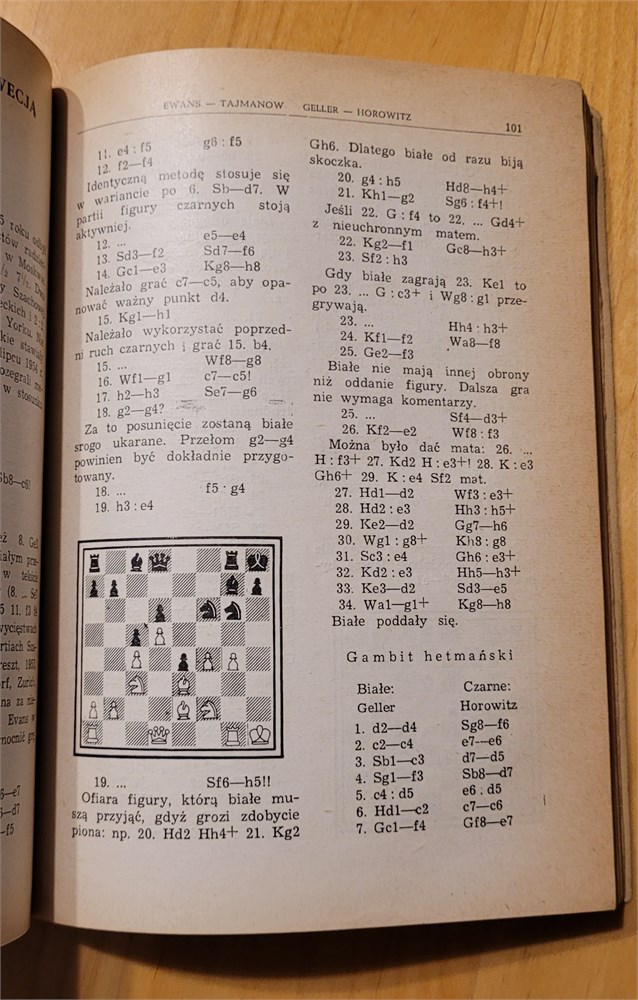 WECJA
EWANS — TAJMANOW GELLER — HOROWITZ
101
11. e4 : f5 g6 : f5
12. f2—f4
Identyczną metodę stosuje się
w wariancie po 6. Sb—d7. W
partii figury czarnych stoją
aktywniej.
12. ... e5—e4
13. Sd3—f2 Sd7—f6
14. Gc1—e3 Kg8—h8
Należało grać c7—c5, aby opa-
nować ważny punkt d4.
15. Kg1—h1
Należało wykorzystać poprzed-
ni ruch czarnych i grać 15. b4.
15. ... Wf8—g8
16. Wf1—g1 c7—c5!
17. h2—h3 Se7—g6
18. g2—g4?
Za to posunięcie zostaną białe
srogo ukarane. Przełom g2—g4
powinien być dokładnie przygo-
towany.
18. ... f5 : g4
19. h3 : e4
19. ... Sf6—h5!!
Ofiara figury, którą białe mu-
szą przyjąć, gdyż grozi zdobycie
piona: np. 20. Hd2 Hh4+ 21. Kg2
Gh6. Dlatego białe od razu biją
skoczka.
20. g4 : h5 Hd8—h4+
21. Kh1—g2 Sg6 : f4+!
Jeśli 22. G : f4 to 22. ... Gd4+
z nieuchronnym matem.
22. Kg2—f1 Gc8—h3+
23. Sf2 : h3
Gdy białe zagrają 23. Ke1 to
po 23. ... G : c3+ i Wg8 : g1 prze-
grywają.
23. ... Hh4 : h3+
24. Kf1—f2 Wa8—f8
25. Ge2—f3
Białe nie mają innej obrony
niż oddanie figury. Dalsza gra
nie wymaga komentarzy.
25. ... Sf4—d3+
26. Kf2—e2 Wf8 : f3
Można było dać mata: 26. ...
H : f3+ 27. Kd2 H : e3+! 28. K : e3
Gh6+ 29. K : e4 Sf2 mat.
27. Hd1—d2 Wf3 : e3+
28. Hd2 : e3 Hh3 : h5+
29. Ke2—d2 Gg7—h6
30. Wg1 : g8+ Kh8 : g8
31. Sc3 : e4 Gh6 : e3+
32. Kd2 : e3 Hh5—h3+
33. Ke3—d2 Sd3—e5
34. Wa1—g1+ Kg8—h8
Białe poddały się.
Gambit hetmański
Białe: Czarne:
Geller Horowitz
1. d2—d4 Sg8—f6
2. c2—c4 e7—e6
3. Sb1—c3 d7—d5
4. Sg1—f3 Sb8—d7
5. c4 : d5 e6 : d5
6. Hd1—c2 c7—c6
7. Gc1—f4 Gf8—e7